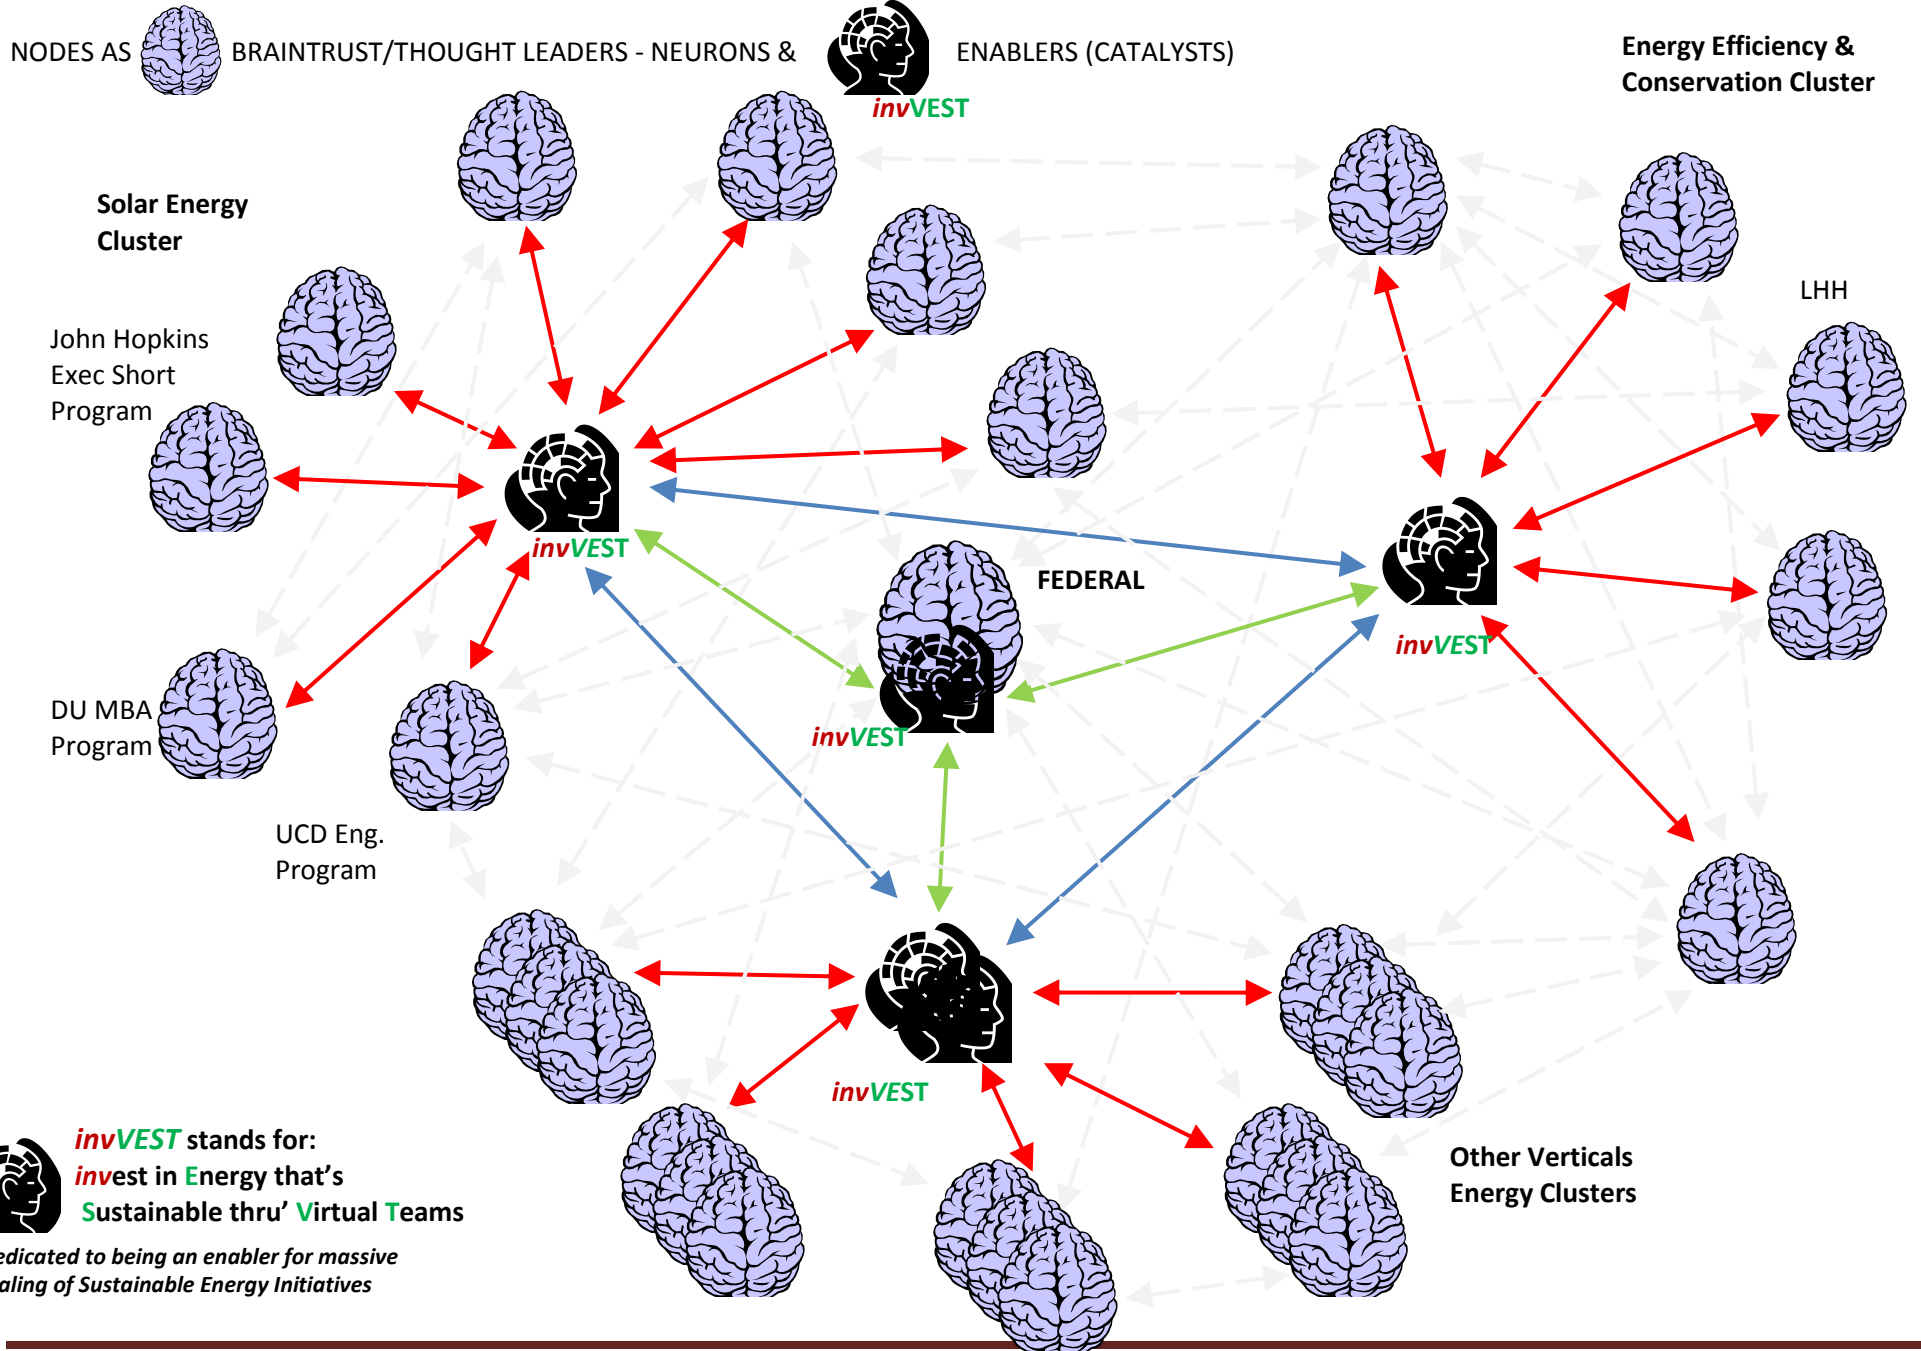 NODES AS BRAINTRUST/THOUGHT LEADERS - NEURONS & ENABLERS (CATALYSTS)
invVEST
Energy Efficiency &
Conservation Cluster
Solar Energy
Cluster
LHH
John Hopkins
Exec Short
Program
invVEST
FEDERAL
invVEST
invVEST
DU MBA
Program
UCD Eng.
Program
invVEST
invVEST stands for:
invest in Energy that's
Sustainable thru' Virtual Teams
edicated to being an enabler for massive
aling of Sustainable Energy Initiatives
Other Verticals
Energy Clusters